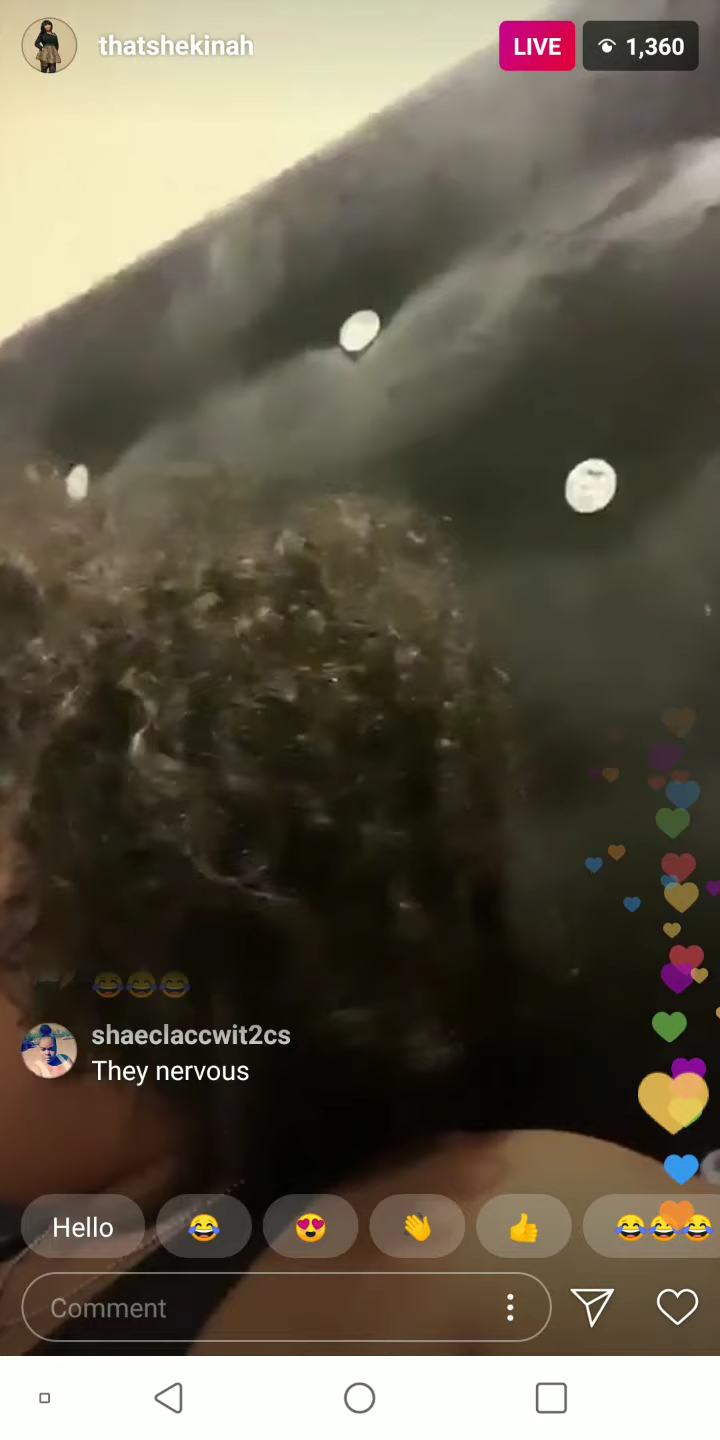 thatshekinah
LIVE
1,360
😂😂😂
shaeclaccwit2cs
They nervous
Hello
😂
😍
👋
👍
😂😂😂
Comment